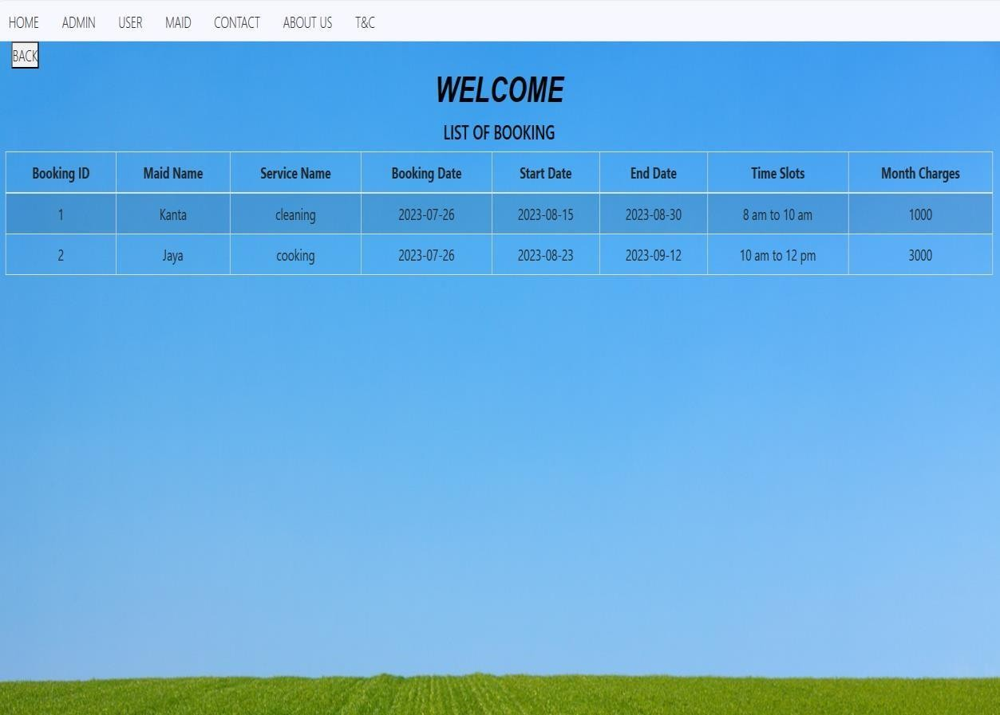 HOME ADMIN USER MAID CONTACT ABOUT US T&C
BACK
WELCOME
LIST OF BOOKING
Booking ID Maid Name Service Name Booking Date Start Date End Date Time Slots Month Charges
1 Kanta cleaning 2023-07-26 2023-08-15 2023-08-30 8 am to 10 am 1000
2 Jaya cooking 2023-07-26 2023-08-23 2023-09-12 10 am to 12 pm 3000